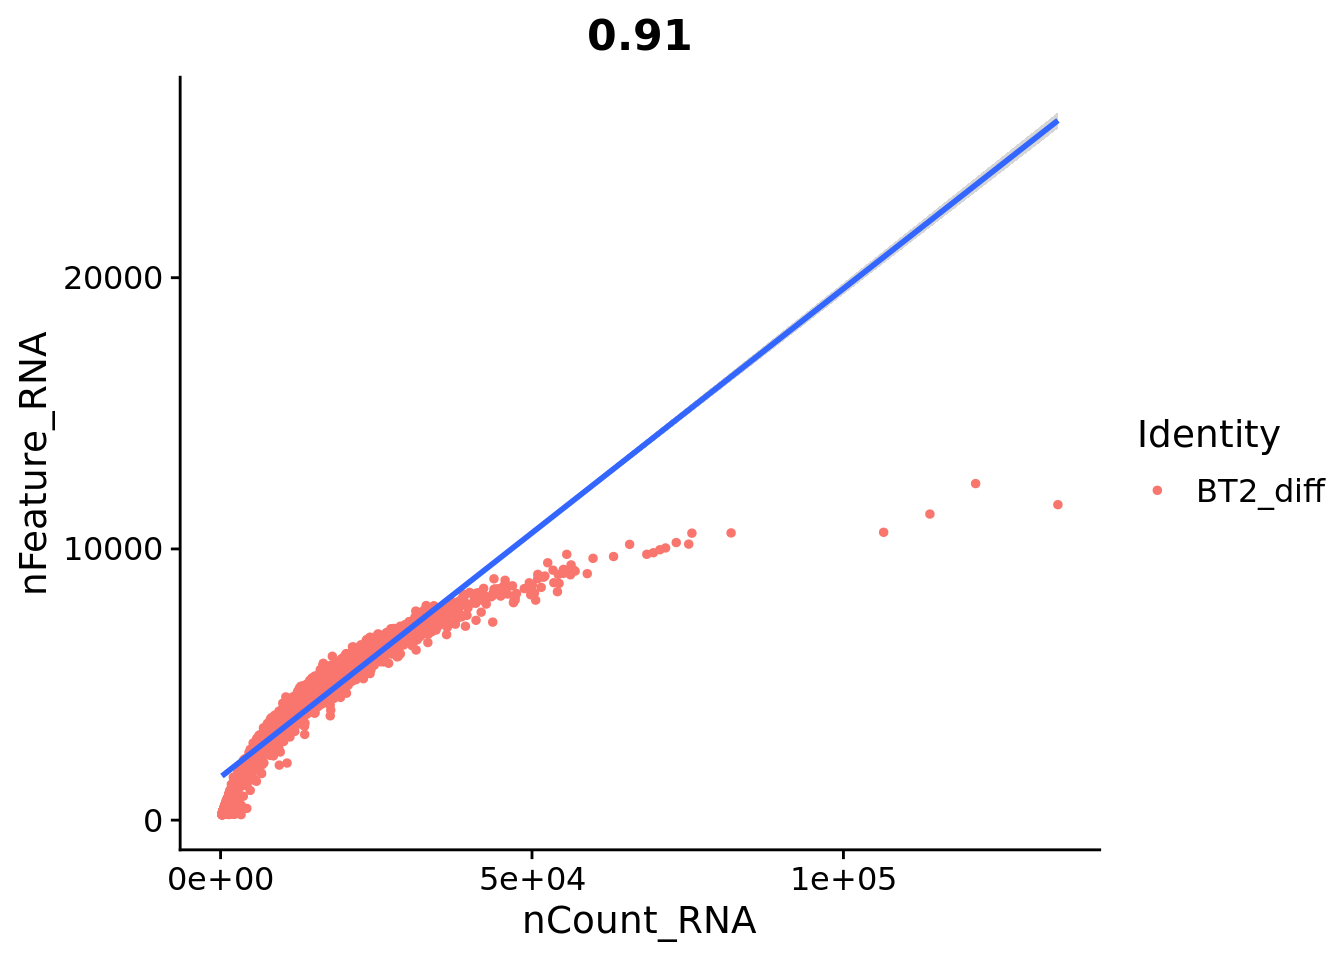 0.91
nFeature_RNA
20000
10000
0
0e+00 5e+04 1e+05
nCount_RNA
Identity
BT2_diff